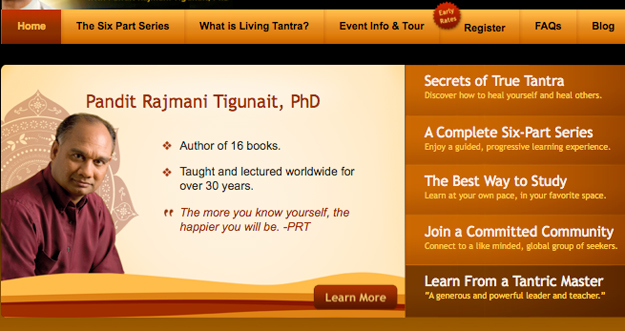 Home
The Six Part Series
What is Living Tantra?
Event Info & Tour
Early
Rates
Register
FAQs
Blog
Pandit Rajmani Tigunait, PhD
Author of 16 books.
Taught and lectured worldwide for
over 30 years.
The more you know yourself, the
happier you will be. -PRT
Learn More
Secrets of True Tantra
Discover how to heal yourself and heal others.
A Complete Six-Part Series
Enjoy a guided, progressive learning experience.
The Best Way to Study
Learn at your own pace, in your favorite space.
Join a Committed Community
Connect to a like minded, global group of seekers.
Learn From a Tantric Master
"A generous and powerful leader and teacher."